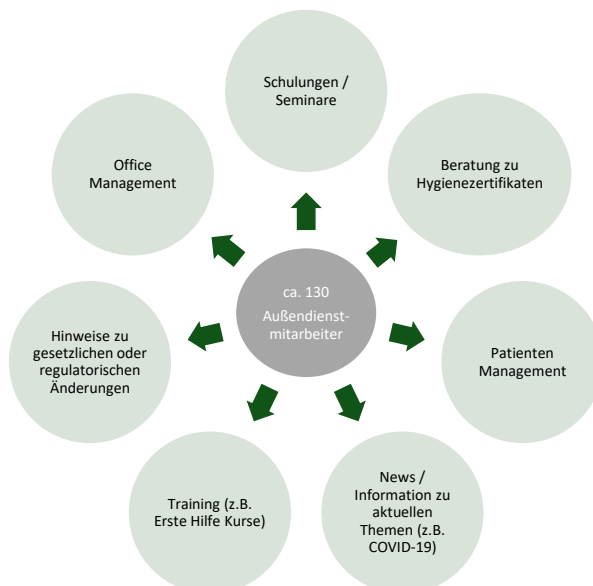 Schulungen /
Seminare
Beratung zu
Hygienezertifikaten
Patienten
Management
News /
Information zu
aktuellen
Themen (z.B.
COVID-19)
Training (z.B.
Erste Hilfe Kurse)
Hinweise zu
gesetzlichen oder
regulatorischen
Änderungen
Office
Management
ca. 130
Außendienst-
mitarbeiter